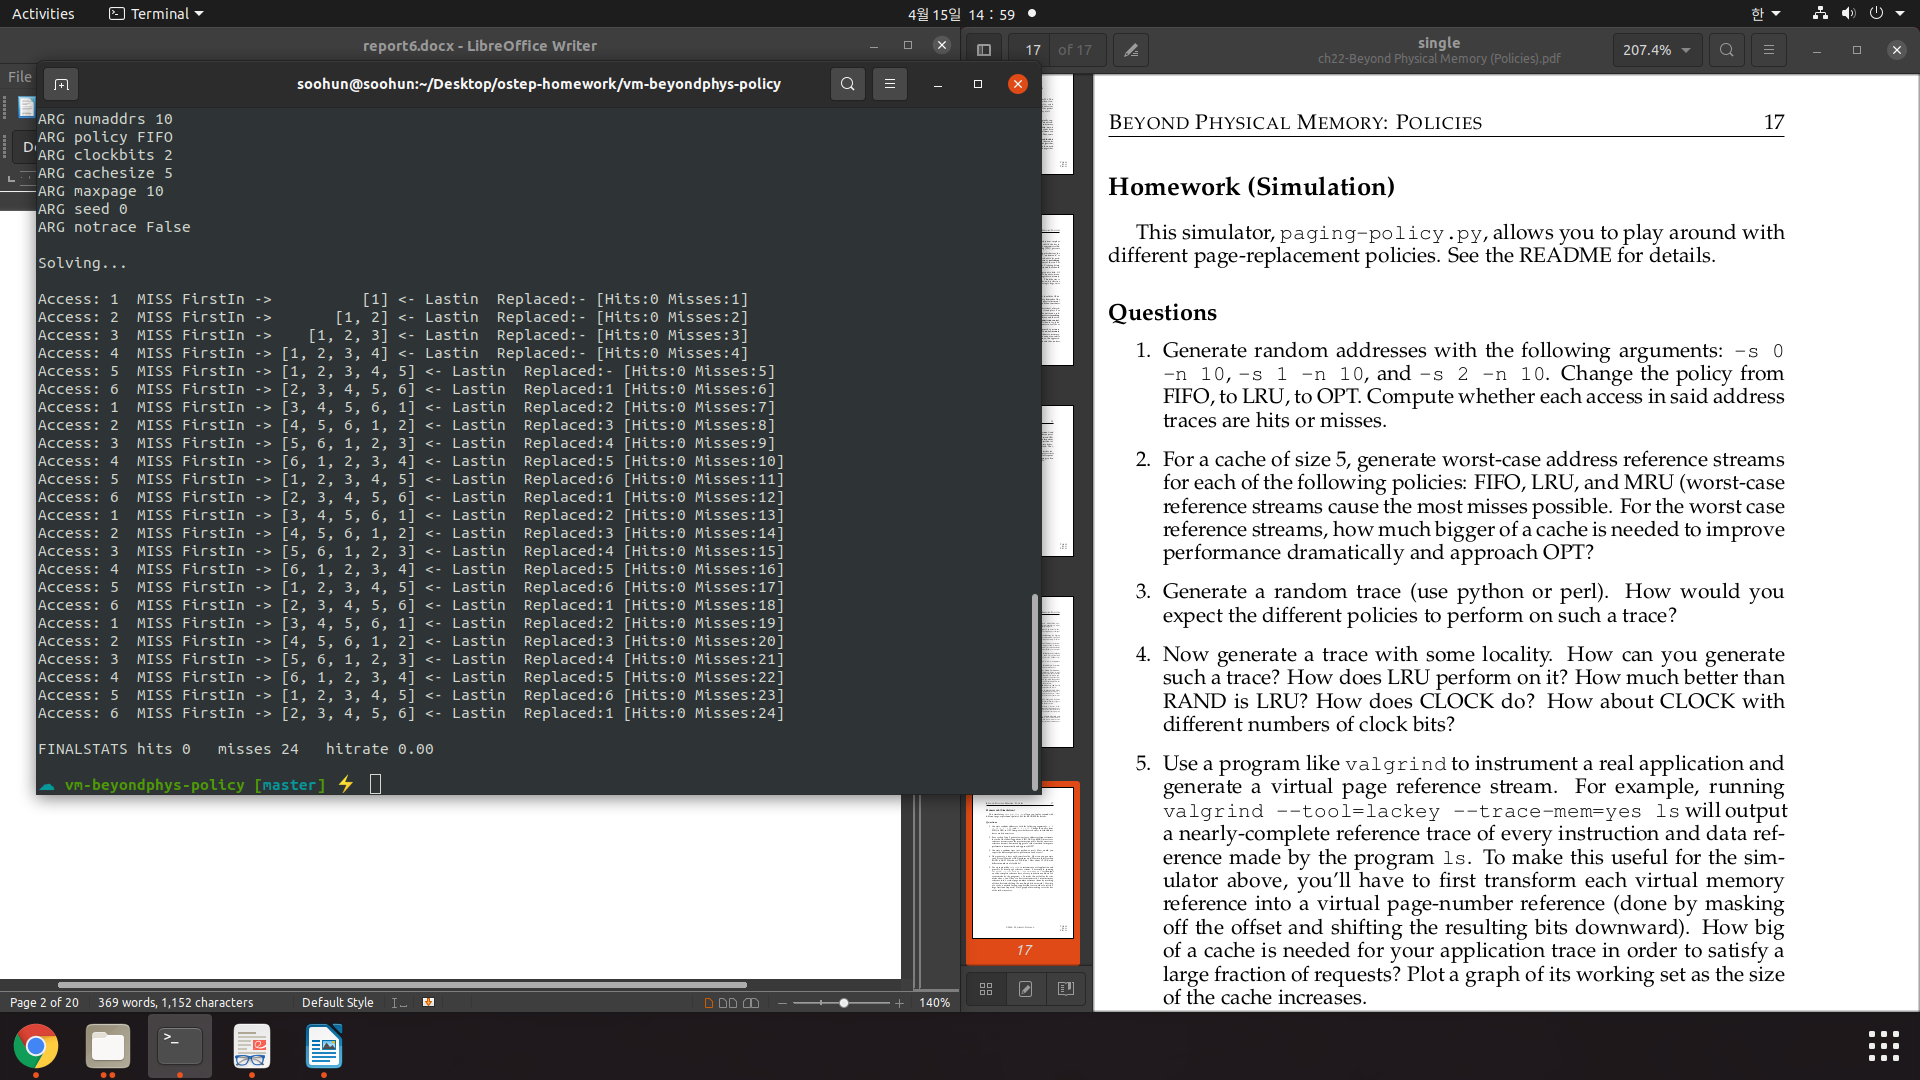 Activities
Terminal
4월 15일 14 : 59
한
report6.docx - LibreOffice Writer
File
soohun@soohun:~/Desktop/ostep-homework/vm-beyondphys-policy
ARG numaddrs 10
ARG policy FIFO
ARG clockbits 2
ARG cachesize 5
ARG maxpage 10
ARG seed 0
ARG notrace False
Solving...
Access: 1  MISS FirstIn ->          [1] <- Lastin  Replaced:- [Hits:0 Misses:1]
Access: 2  MISS FirstIn ->       [1, 2] <- Lastin  Replaced:- [Hits:0 Misses:2]
Access: 3  MISS FirstIn ->    [1, 2, 3] <- Lastin  Replaced:- [Hits:0 Misses:3]
Access: 4  MISS FirstIn -> [1, 2, 3, 4] <- Lastin  Replaced:- [Hits:0 Misses:4]
Access: 5  MISS FirstIn -> [1, 2, 3, 4, 5] <- Lastin  Replaced:- [Hits:0 Misses:5]
Access: 6  MISS FirstIn -> [2, 3, 4, 5, 6] <- Lastin  Replaced:1 [Hits:0 Misses:6]
Access: 1  MISS FirstIn -> [3, 4, 5, 6, 1] <- Lastin  Replaced:2 [Hits:0 Misses:7]
Access: 2  MISS FirstIn -> [4, 5, 6, 1, 2] <- Lastin  Replaced:3 [Hits:0 Misses:8]
Access: 3  MISS FirstIn -> [5, 6, 1, 2, 3] <- Lastin  Replaced:4 [Hits:0 Misses:9]
Access: 4  MISS FirstIn -> [6, 1, 2, 3, 4] <- Lastin  Replaced:5 [Hits:0 Misses:10]
Access: 5  MISS FirstIn -> [1, 2, 3, 4, 5] <- Lastin  Replaced:6 [Hits:0 Misses:11]
Access: 6  MISS FirstIn -> [2, 3, 4, 5, 6] <- Lastin  Replaced:1 [Hits:0 Misses:12]
Access: 1  MISS FirstIn -> [3, 4, 5, 6, 1] <- Lastin  Replaced:2 [Hits:0 Misses:13]
Access: 2  MISS FirstIn -> [4, 5, 6, 1, 2] <- Lastin  Replaced:3 [Hits:0 Misses:14]
Access: 3  MISS FirstIn -> [5, 6, 1, 2, 3] <- Lastin  Replaced:4 [Hits:0 Misses:15]
Access: 4  MISS FirstIn -> [6, 1, 2, 3, 4] <- Lastin  Replaced:5 [Hits:0 Misses:16]
Access: 5  MISS FirstIn -> [1, 2, 3, 4, 5] <- Lastin  Replaced:6 [Hits:0 Misses:17]
Access: 6  MISS FirstIn -> [2, 3, 4, 5, 6] <- Lastin  Replaced:1 [Hits:0 Misses:18]
Access: 1  MISS FirstIn -> [3, 4, 5, 6, 1] <- Lastin  Replaced:2 [Hits:0 Misses:19]
Access: 2  MISS FirstIn -> [4, 5, 6, 1, 2] <- Lastin  Replaced:3 [Hits:0 Misses:20]
Access: 3  MISS FirstIn -> [5, 6, 1, 2, 3] <- Lastin  Replaced:4 [Hits:0 Misses:21]
Access: 4  MISS FirstIn -> [6, 1, 2, 3, 4] <- Lastin  Replaced:5 [Hits:0 Misses:22]
Access: 5  MISS FirstIn -> [1, 2, 3, 4, 5] <- Lastin  Replaced:6 [Hits:0 Misses:23]
Access: 6  MISS FirstIn -> [2, 3, 4, 5, 6] <- Lastin  Replaced:1 [Hits:0 Misses:24]
FINALSTATS hits 0   misses 24   hitrate 0.00
vm-beyondphys-policy [master] ⚡
Page 2 of 20
369 words, 1,152 characters
Default Style
140%
17 of 17
single
ch22-Beyond Physical Memory (Policies).pdf
207.4%
17
BEYOND PHYSICAL MEMORY: POLICIES 17
Homework (Simulation)
This simulator, paging-policy.py, allows you to play around with
different page-replacement policies. See the README for details.
Questions
1. Generate random addresses with the following arguments: -s 0
-n 10, -s 1 -n 10, and -s 2 -n 10. Change the policy from
FIFO, to LRU, to OPT. Compute whether each access in said address
traces are hits or misses.
2. For a cache of size 5, generate worst-case address reference streams
for each of the following policies: FIFO, LRU, and MRU (worst-case
reference streams cause the most misses possible. For the worst case
reference streams, how much bigger of a cache is needed to improve
performance dramatically and approach OPT?
3. Generate a random trace (use python or perl). How would you
expect the different policies to perform on such a trace?
4. Now generate a trace with some locality. How can you generate
such a trace? How does LRU perform on it? How much better than
RAND is LRU? How does CLOCK do? How about CLOCK with
different numbers of clock bits?
5. Use a program like valgrind to instrument a real application and
generate a virtual page reference stream. For example, running
valgrind --tool=lackey --trace-mem=yes ls will output
a nearly-complete reference trace of every instruction and data ref-
erence made by the program ls. To make this useful for the sim-
ulator above, you'll have to first transform each virtual memory
reference into a virtual page-number reference (done by masking
off the offset and shifting the resulting bits downward). How big
of a cache is needed for your application trace in order to satisfy a
large fraction of requests? Plot a graph of its working set as the size
of the cache increases.